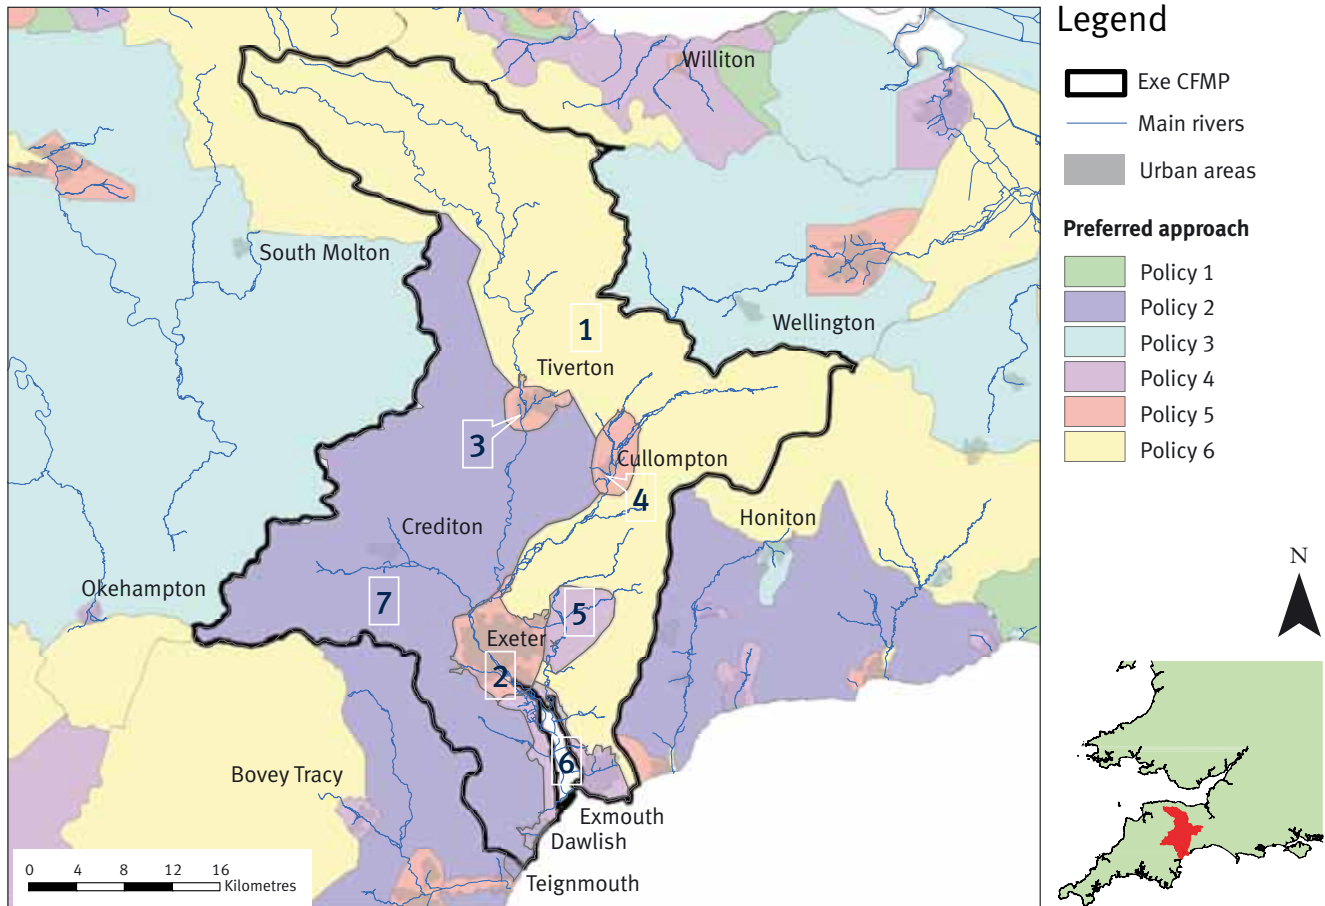 Williton
South Molton
1
Wellington
Tiverton
3
Cullompton
4
Crediton
Honiton
Okehampton
7
5
Exeter
2
6
Bovey Tracy
Exmouth
Dawlish
Teignmouth
0 4 8 12 16
Kilometres
Legend
Exe CFMP
Main rivers
Urban areas
Preferred approach
Policy 1
Policy 2
Policy 3
Policy 4
Policy 5
Policy 6
N